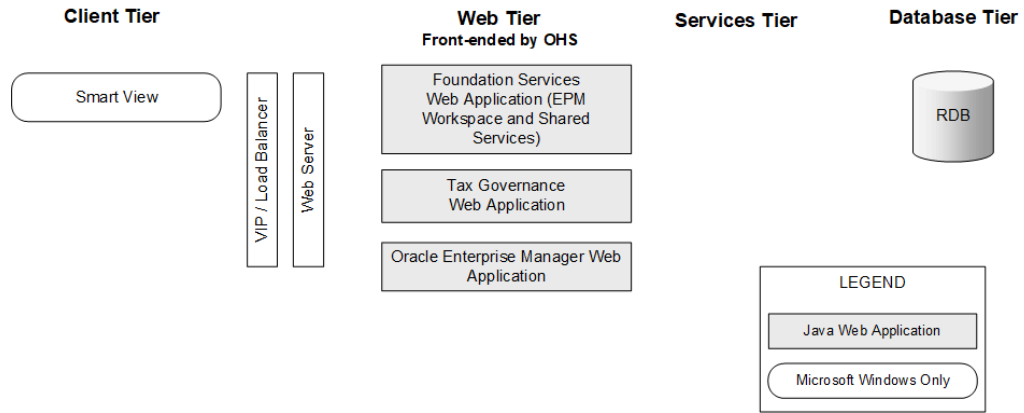 Client Tier
Web Tier
Front-ended by OHS
Services Tier
Database Tier
Smart View
VIP / Load Balancer
Web Server
Foundation Services
Web Application (EPM
Workspace and Shared
Services)
Tax Governance
Web Application
Oracle Enterprise Manager Web
Application
RDB
LEGEND
Java Web Application
Microsoft Windows Only